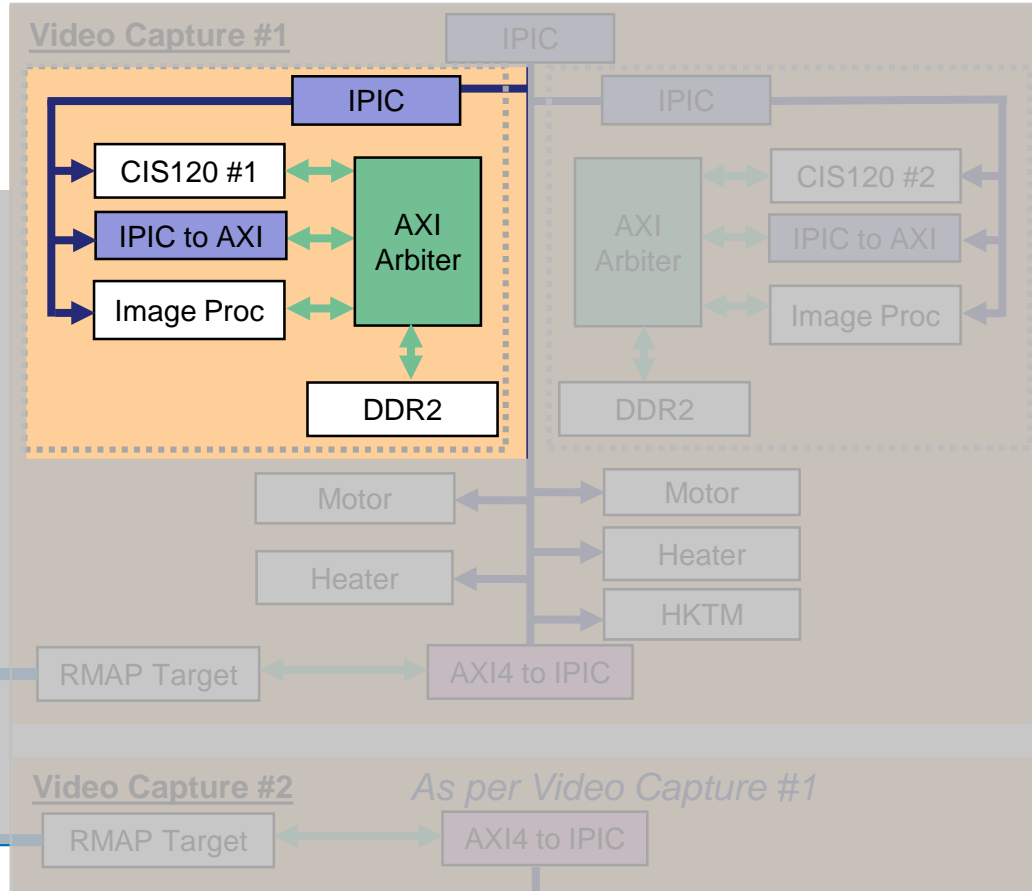 Video Capture #1
IPIC
IPIC
CIS120 #1
IPIC to AXI
Image Proc
AXI
Arbiter
DDR2
IPIC
CIS120 #2
IPIC to AXI
Image Proc
AXI
Arbiter
DDR2
Motor
Motor
Heater
Heater
HKTM
RMAP Target
AXI4 to IPIC
Video Capture #2
As per Video Capture #1
RMAP Target
AXI4 to IPIC